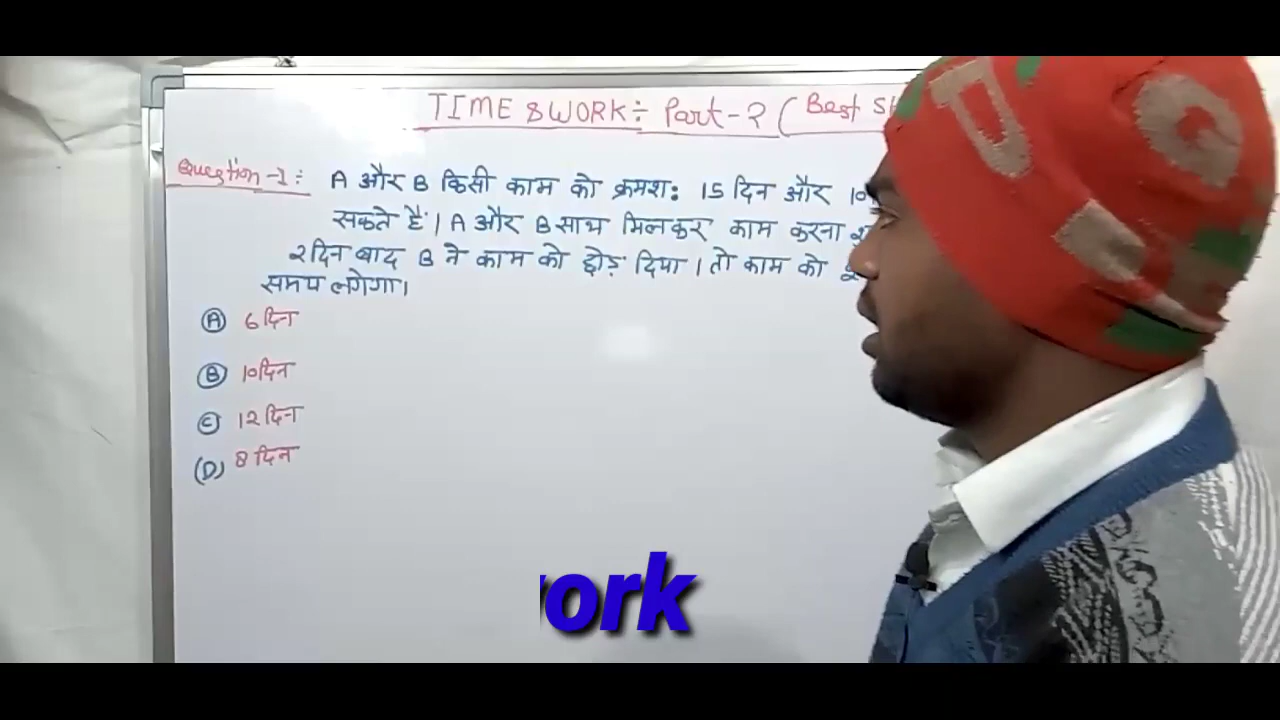 TIME & WORK÷ Part-2 ( Best
Question-1: A और B किसी काम को क्रमश: 15 दिन और 10
सकते है। A और B साथ मिलकर काम करना
2 दिन बाद B ने काम को छोड़ दिया। तो काम को
समय लगेगा।
(A) 6 दिन
(B) 10 दिन
(C) 12 दिन
(D) 8 दिन
ork